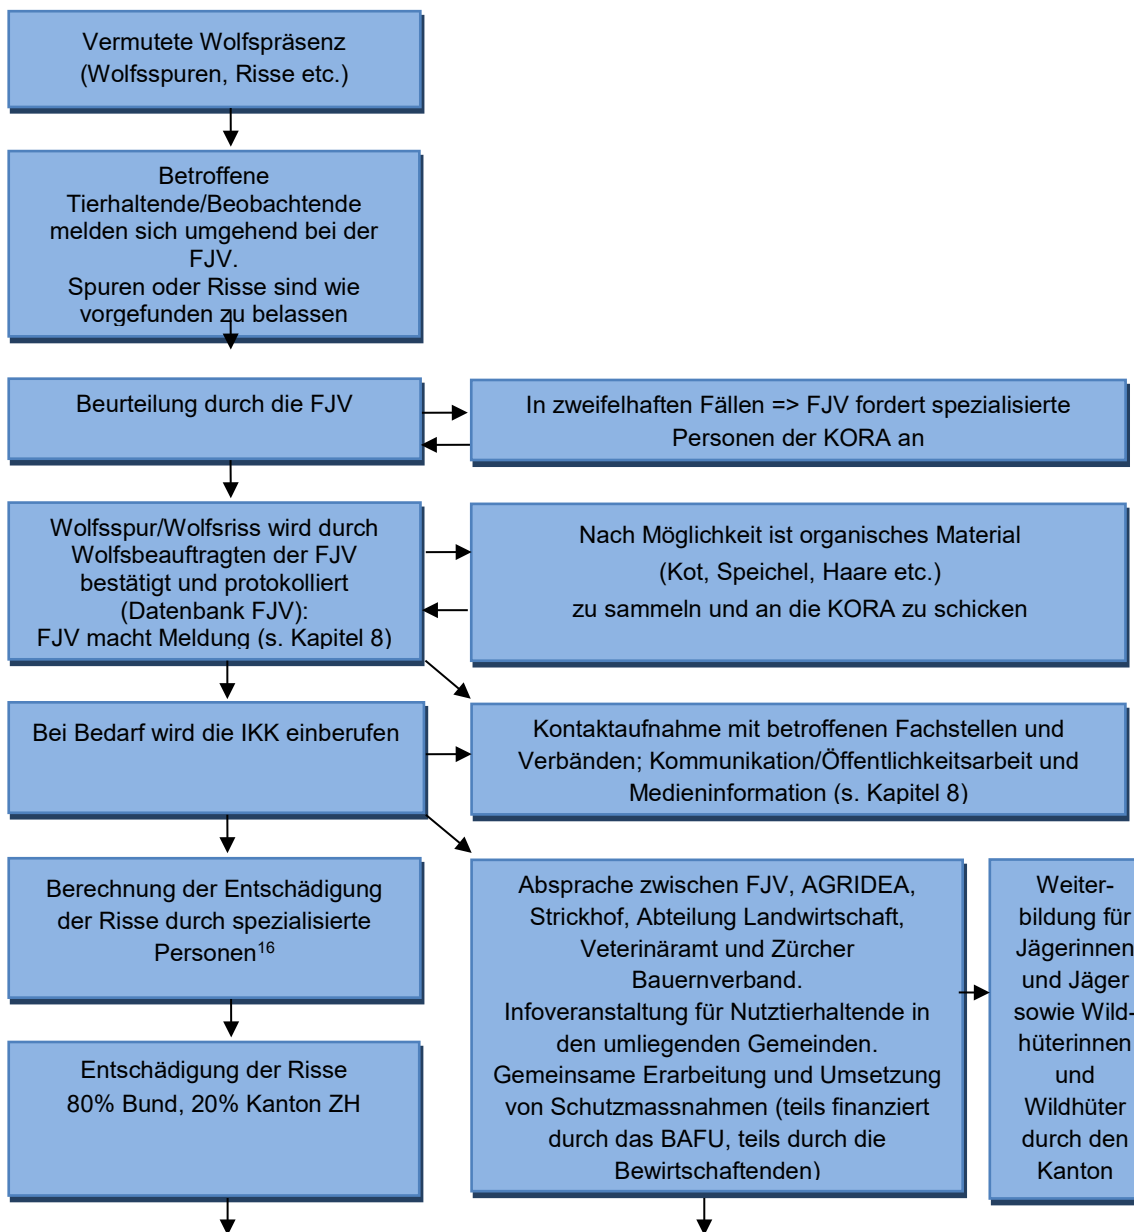 Vermutete Wolfspräsenz
(Wolfsspuren, Risse etc.)
Betroffene
Tierhaltende/Beobachtende
melden sich umgehend bei der
FJV.
Spuren oder Risse sind wie
vorgefunden zu belassen
Beurteilung durch die FJV
In zweifelhaften Fällen => FJV fordert spezialisierte
Personen der KORA an
Wolfsspur/Wolfsriss wird durch
Wolfsbeauftragten der FJV
bestätigt und protokolliert
(Datenbank FJV):
FJV macht Meldung (s. Kapitel 8)
Nach Möglichkeit ist organisches Material
(Kot, Speichel, Haare etc.)
zu sammeln und an die KORA zu schicken
Bei Bedarf wird die IKK einberufen
Kontaktaufnahme mit betroffenen Fachstellen und
Verbänden; Kommunikation/Öffentlichkeitsarbeit und
Medieninformation (s. Kapitel 8)
Berechnung der Entschädigung
der Risse durch spezialisierte
Personen¹⁶
Absprache zwischen FJV, AGRIDEA,
Strickhof, Abteilung Landwirtschaft,
Veterinäramt und Zürcher
Bauernverband.
Infoveranstaltung für Nutztierhaltende in
den umliegenden Gemeinden.
Gemeinsame Erarbeitung und Umsetzung
von Schutzmassnahmen (teils finanziert
durch das BAFU, teils durch die
Bewirtschaftenden)
Weiter-
bildung für
Jägerinnen
und Jäger
sowie Wild-
hüterinnen
und
Wildhüter
durch den
Kanton
Entschädigung der Risse
80% Bund, 20% Kanton ZH